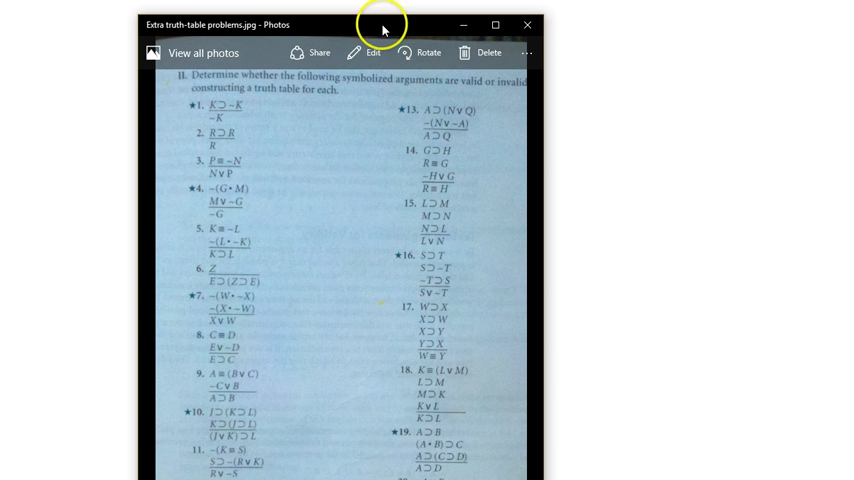 Extra truth-table problems.jpg - Photos
View all photos
Share
Edit
Rotate
Delete
II. Determine whether the following symbolized arguments are valid or invalid
constructing a truth table for each.
★1. K ⊃ ~K
~K
2. R ⊃ R
R
3. P ≡ ~N
N ∨ P
★4. ~(G • M)
M ∨ ~G
~G
5. K ≡ ~L
~(L • ~K)
K ⊃ L
6. Z
E ⊃ (Z ⊃ E)
★7. ~(W • ~X)
~(X • ~W)
X ∨ W
8. C ≡ D
E ∨ ~D
E ⊃ C
9. A ≡ (B ∨ C)
~C ∨ B
A ⊃ B
★10. J ⊃ (K ⊃ L)
K ⊃ (J ⊃ L)
(J ∨ K) ⊃ L
11. ~(K ≡ S)
S ⊃ ~(R ∨ K)
R ∨ ~S
★13. A ⊃ (N ∨ Q)
~(N ∨ ~A)
A ⊃ Q
14. G ⊃ H
R ≡ G
~H ∨ G
R ≡ H
15. L ⊃ M
M ⊃ N
N ⊃ L
L ∨ N
★16. S ⊃ T
S ⊃ ~T
~T ⊃ S
S ∨ ~T
17. W ⊃ X
X ⊃ W
X ⊃ Y
Y ⊃ X
W ≡ Y
18. K ≡ (L ∨ M)
L ⊃ M
M ⊃ K
K ∨ L
K ⊃ L
★19. A ⊃ B
(A • B) ⊃ C
A ⊃ (C ⊃ D)
A ⊃ D